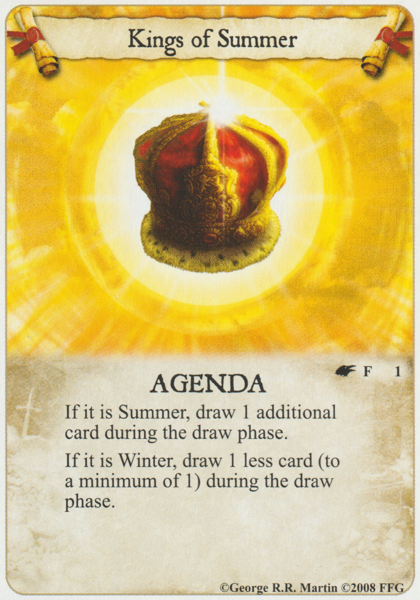 Kings of Summer
F 1
AGENDA
If it is Summer, draw 1 additional
card during the draw phase.
If it is Winter, draw 1 less card (to
a minimum of 1) during the draw
phase.
©George R.R. Martin ©2008 FFG